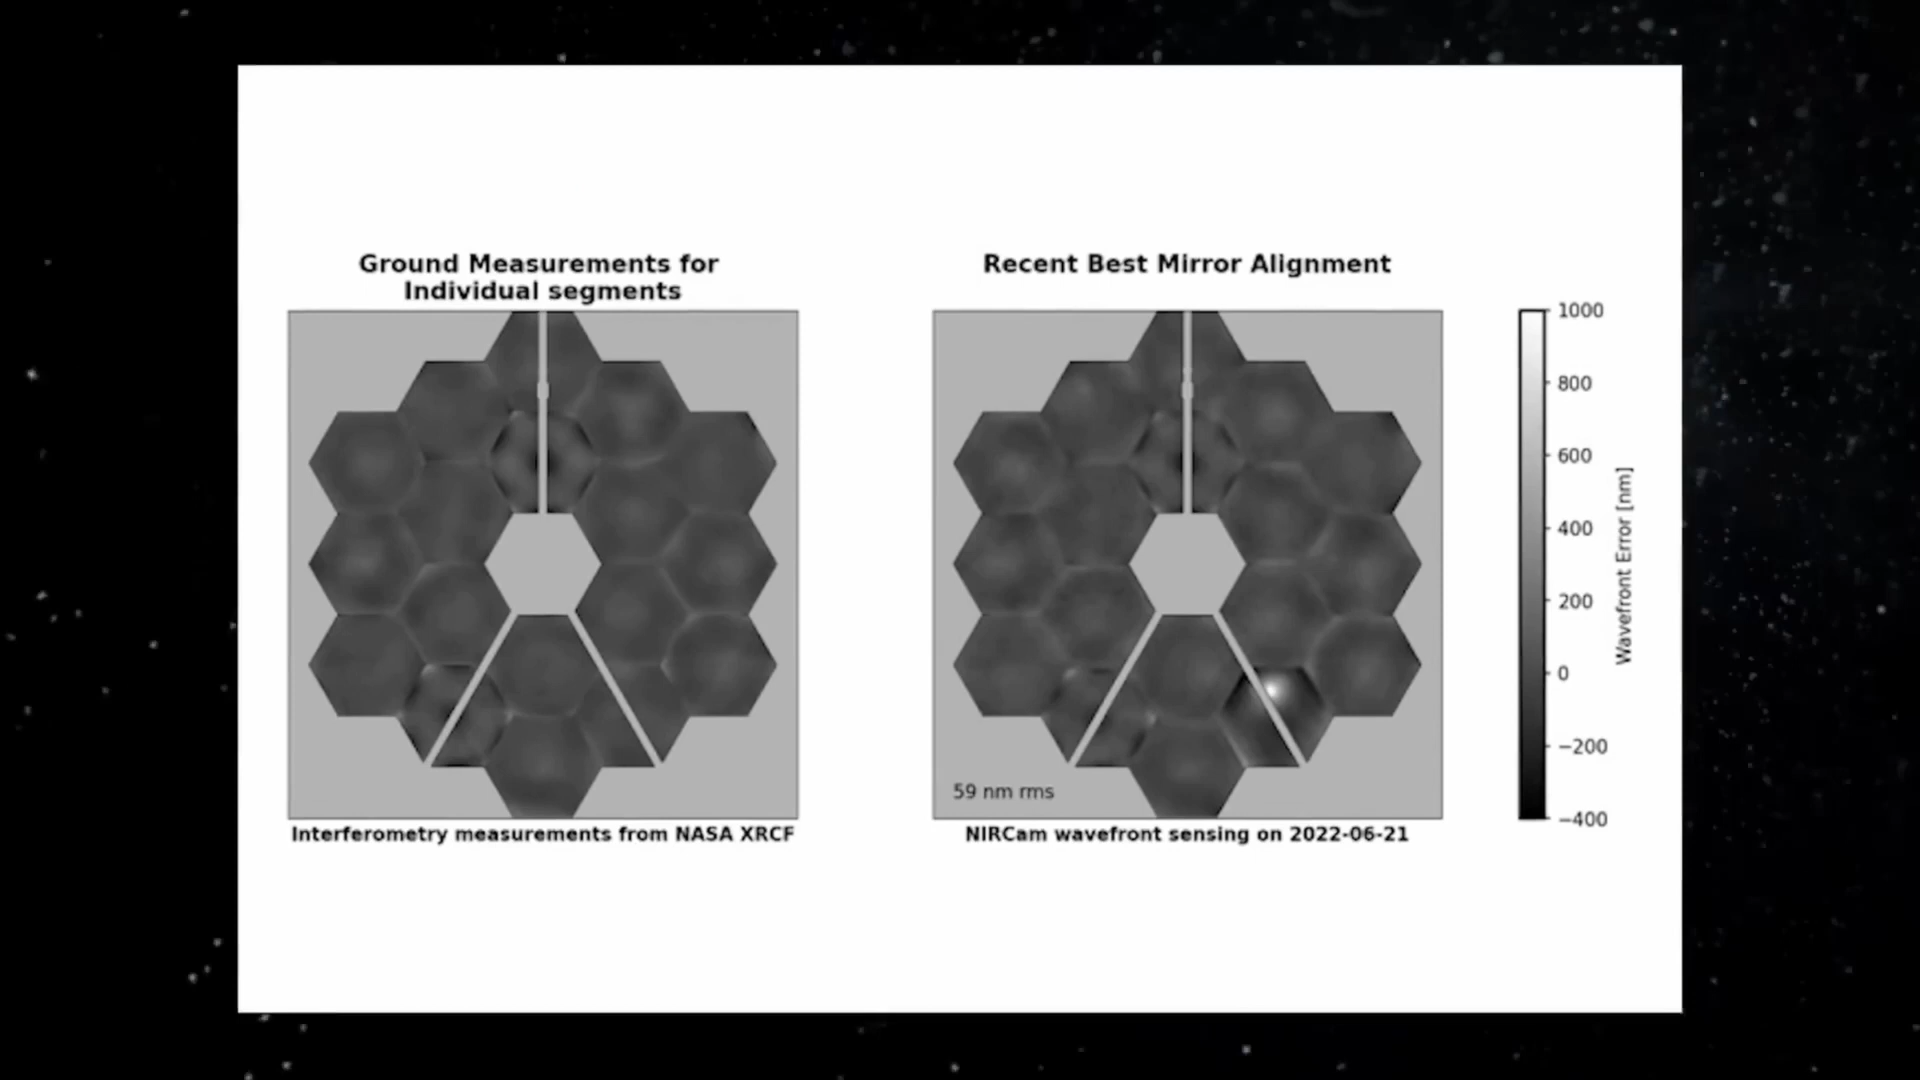 Ground Measurements for
Individual segments
Interferometry measurements from NASA XRCF
Recent Best Mirror Alignment
59 nm rms
NIRCam wavefront sensing on 2022-06-21
1000
800
600
400
200
0
−200
−400
Wavefront Error [nm]